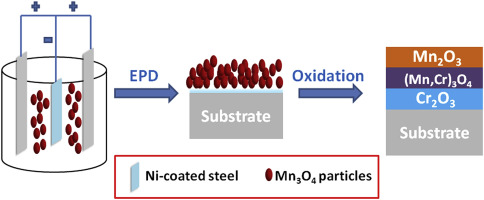 + +
-
EPD
Oxidation
Substrate
Mn₂O₃
(Mn,Cr)₃O₄
Cr₂O₃
Substrate
Ni-coated steel
Mn₃O₄ particles